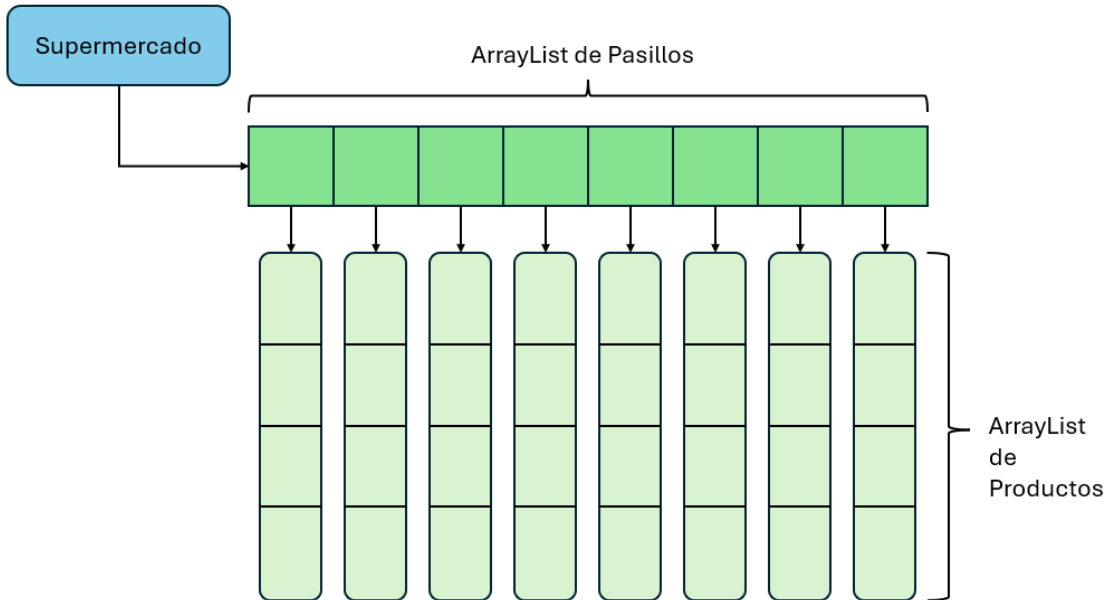 Supermercado
ArrayList de Pasillos
ArrayList
de
Productos